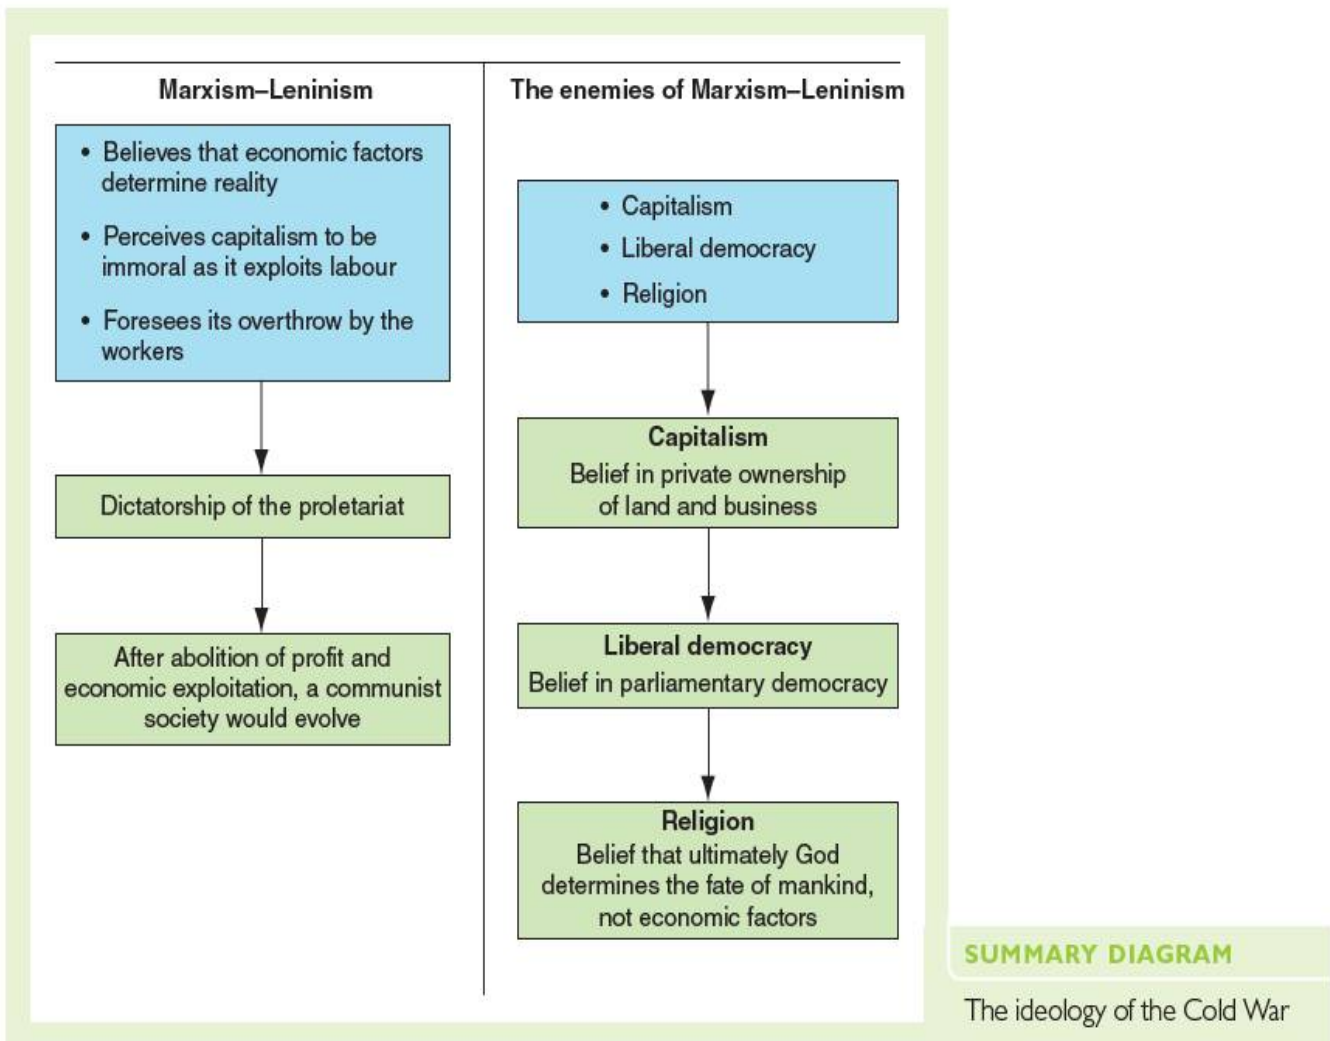 Marxism–Leninism
• Believes that economic factors
determine reality
• Perceives capitalism to be
immoral as it exploits labour
• Foresees its overthrow by the
workers
Dictatorship of the proletariat
After abolition of profit and
economic exploitation, a communist
society would evolve
The enemies of Marxism–Leninism
• Capitalism
• Liberal democracy
• Religion
Capitalism
Belief in private ownership
of land and business
Liberal democracy
Belief in parliamentary democracy
Religion
Belief that ultimately God
determines the fate of mankind,
not economic factors
SUMMARY DIAGRAM
The ideology of the Cold War